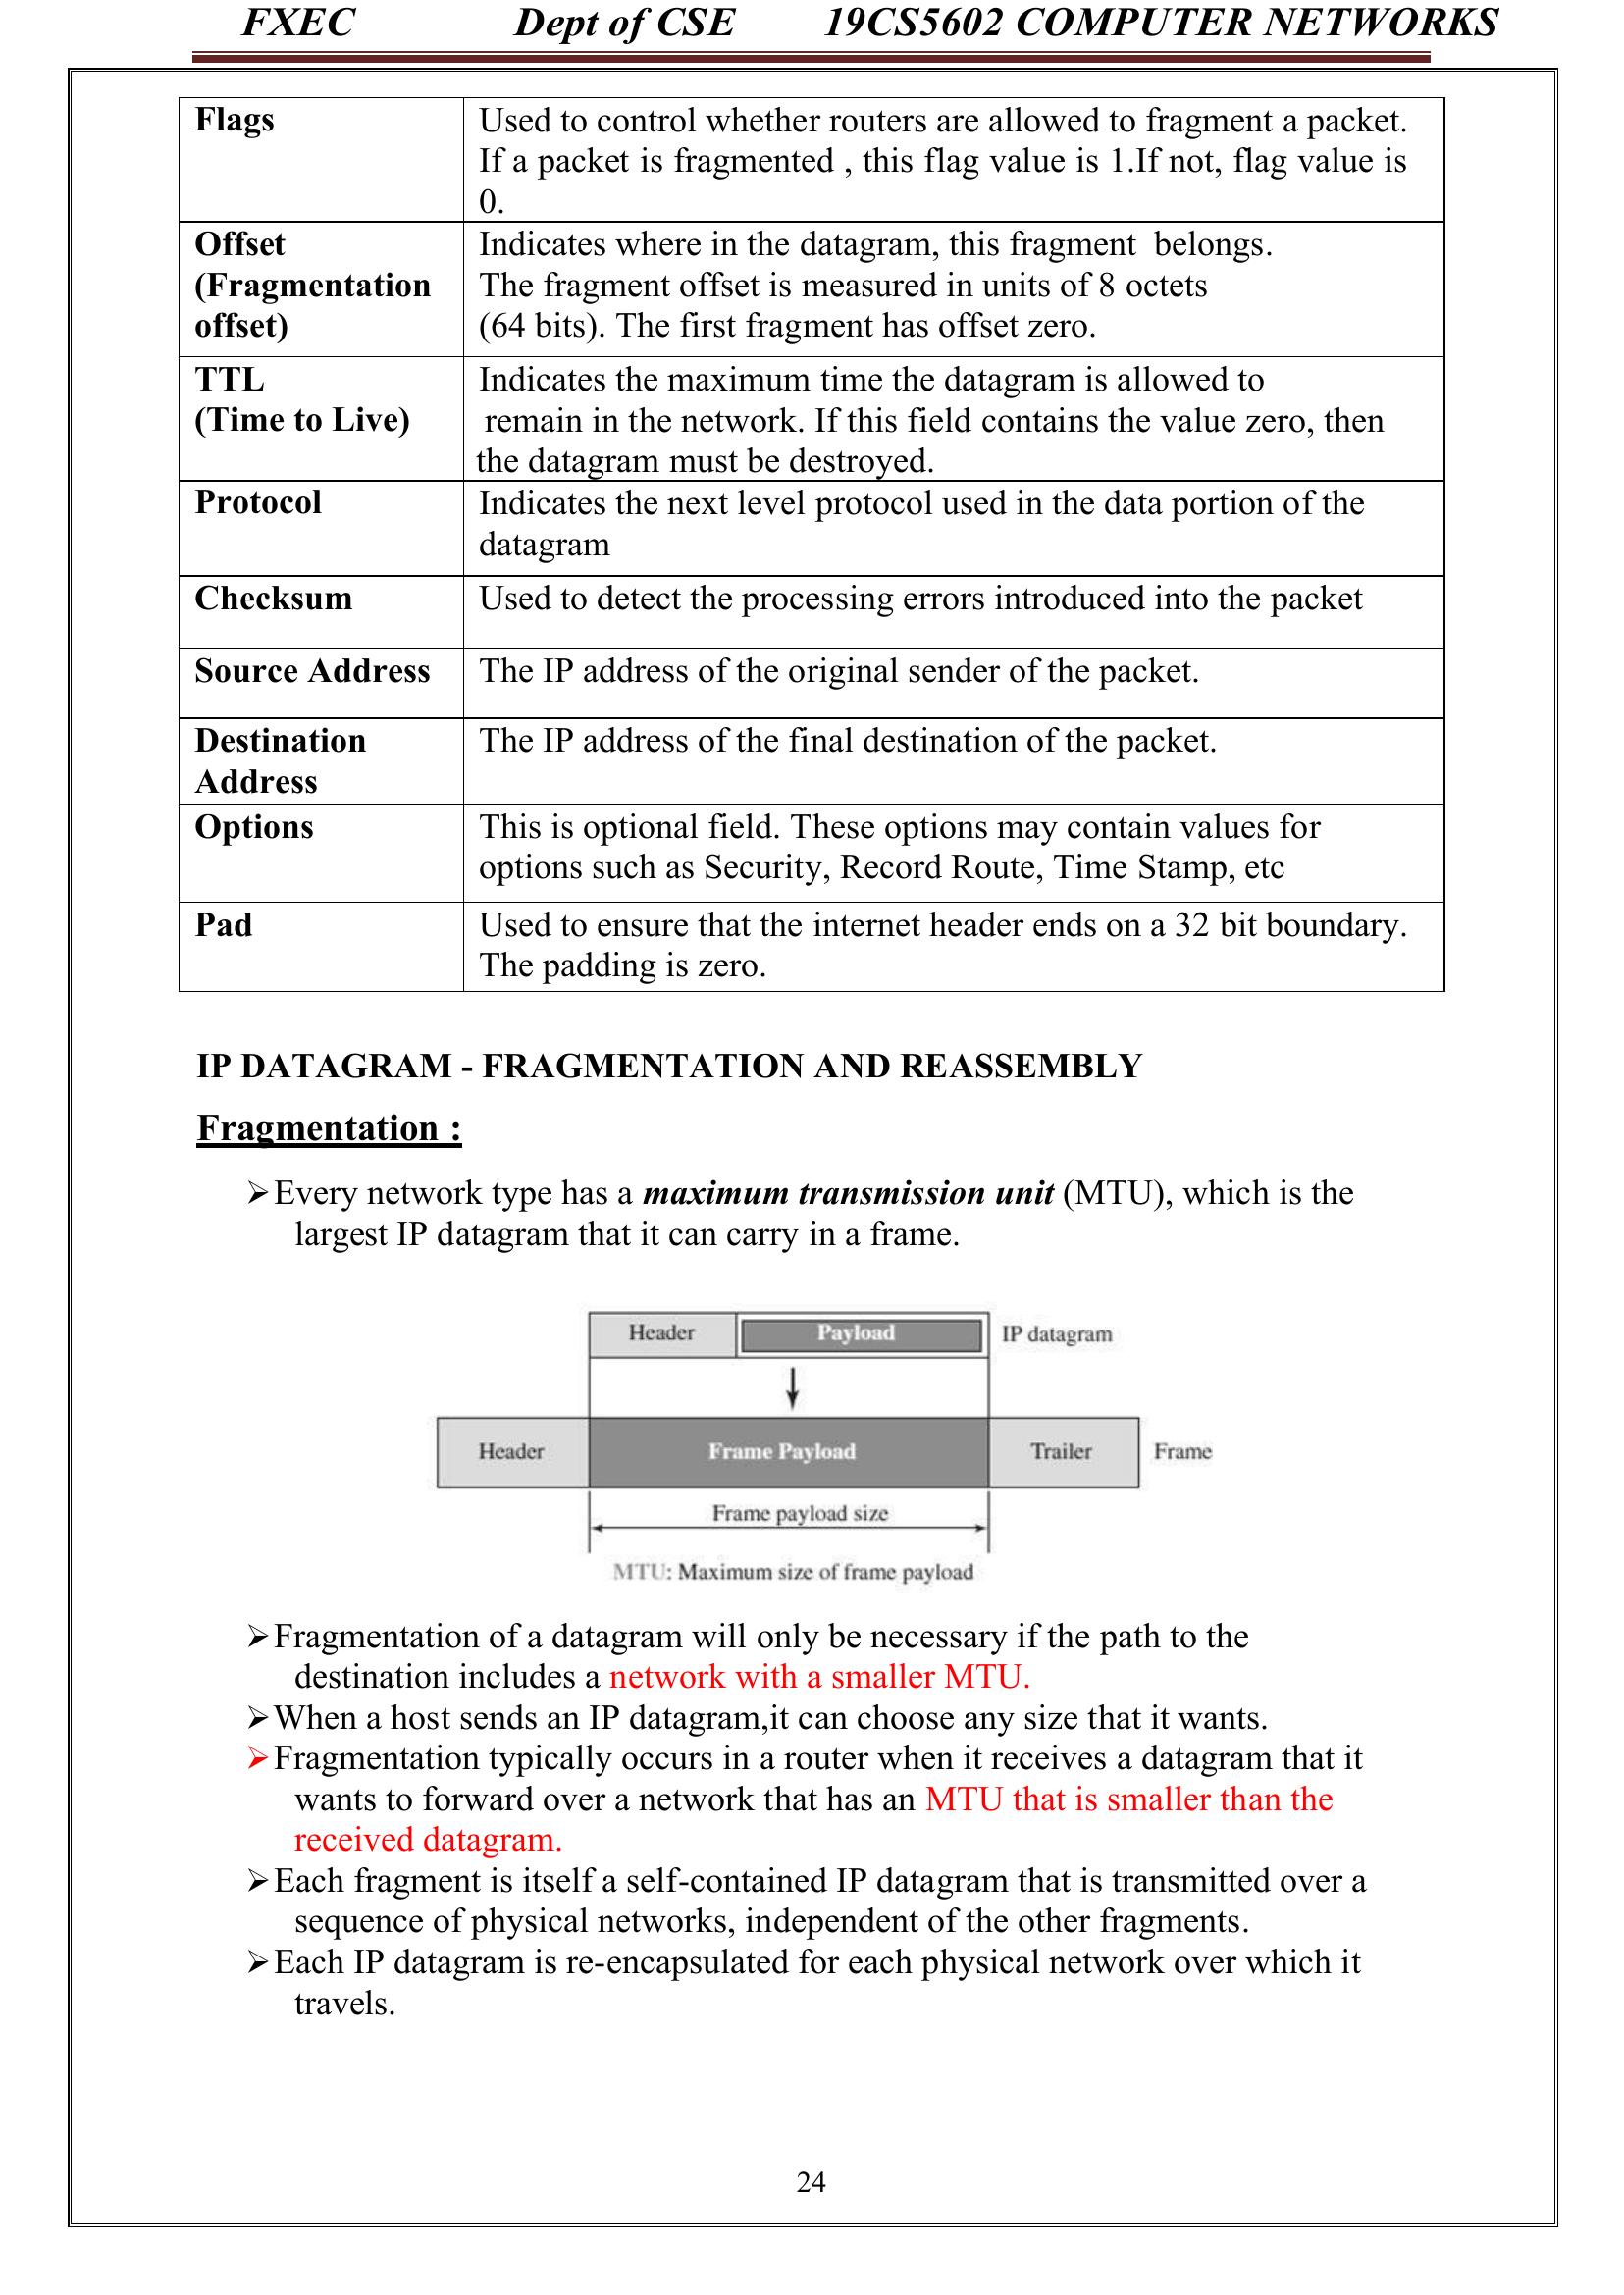 FXEC Dept of CSE 19CS5602 COMPUTER NETWORKS
Flags
Used to control whether routers are allowed to fragment a packet.
If a packet is fragmented , this flag value is 1.If not, flag value is
0.
Offset
(Fragmentation
offset)
Indicates where in the datagram, this fragment belongs.
The fragment offset is measured in units of 8 octets
(64 bits). The first fragment has offset zero.
TTL
(Time to Live)
Indicates the maximum time the datagram is allowed to
remain in the network. If this field contains the value zero, then
the datagram must be destroyed.
Protocol
Indicates the next level protocol used in the data portion of the
datagram
Checksum
Used to detect the processing errors introduced into the packet
Source Address
The IP address of the original sender of the packet.
Destination
Address
The IP address of the final destination of the packet.
Options
This is optional field. These options may contain values for
options such as Security, Record Route, Time Stamp, etc
Pad
Used to ensure that the internet header ends on a 32 bit boundary.
The padding is zero.
IP DATAGRAM - FRAGMENTATION AND REASSEMBLY
Fragmentation :
➢Every network type has a maximum transmission unit (MTU), which is the
largest IP datagram that it can carry in a frame.
Header Payload IP datagram
Header Frame Payload Trailer Frame
Frame payload size
MTU: Maximum size of frame payload
➢Fragmentation of a datagram will only be necessary if the path to the
destination includes a network with a smaller MTU.
➢When a host sends an IP datagram,it can choose any size that it wants.
➢Fragmentation typically occurs in a router when it receives a datagram that it
wants to forward over a network that has an MTU that is smaller than the
received datagram.
➢Each fragment is itself a self-contained IP datagram that is transmitted over a
sequence of physical networks, independent of the other fragments.
➢Each IP datagram is re-encapsulated for each physical network over which it
travels.
24